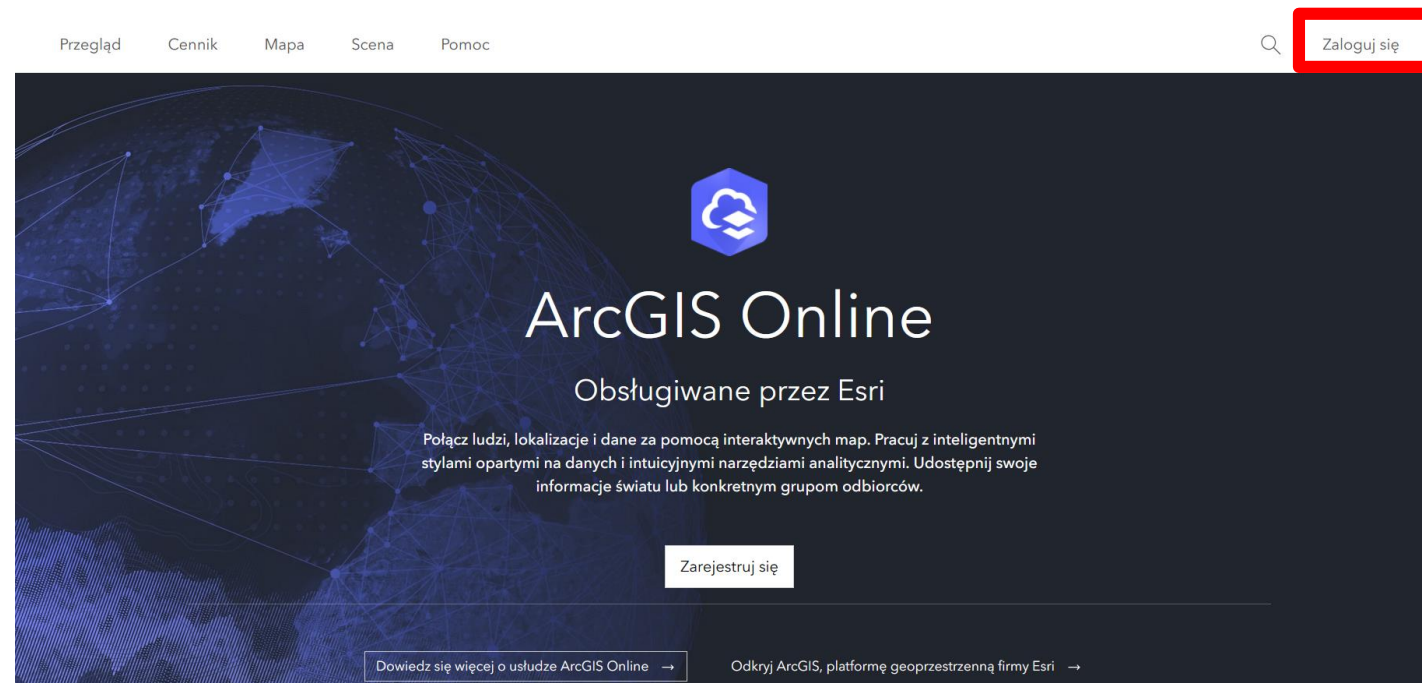 Przegląd Cennik Mapa Scena Pomoc Zaloguj się
ArcGIS Online
Obsługiwane przez Esri
Połącz ludzi, lokalizacje i dane za pomocą interaktywnych map. Pracuj z inteligentnymi
stylami opartymi na danych i intuicyjnymi narzędziami analitycznymi. Udostępnij swoje
informacje światu lub konkretnym grupom odbiorców.
Zarejestruj się
Dowiedz się więcej o usłudze ArcGIS Online → Odkryj ArcGIS, platformę geoprzestrzenną firmy Esri →